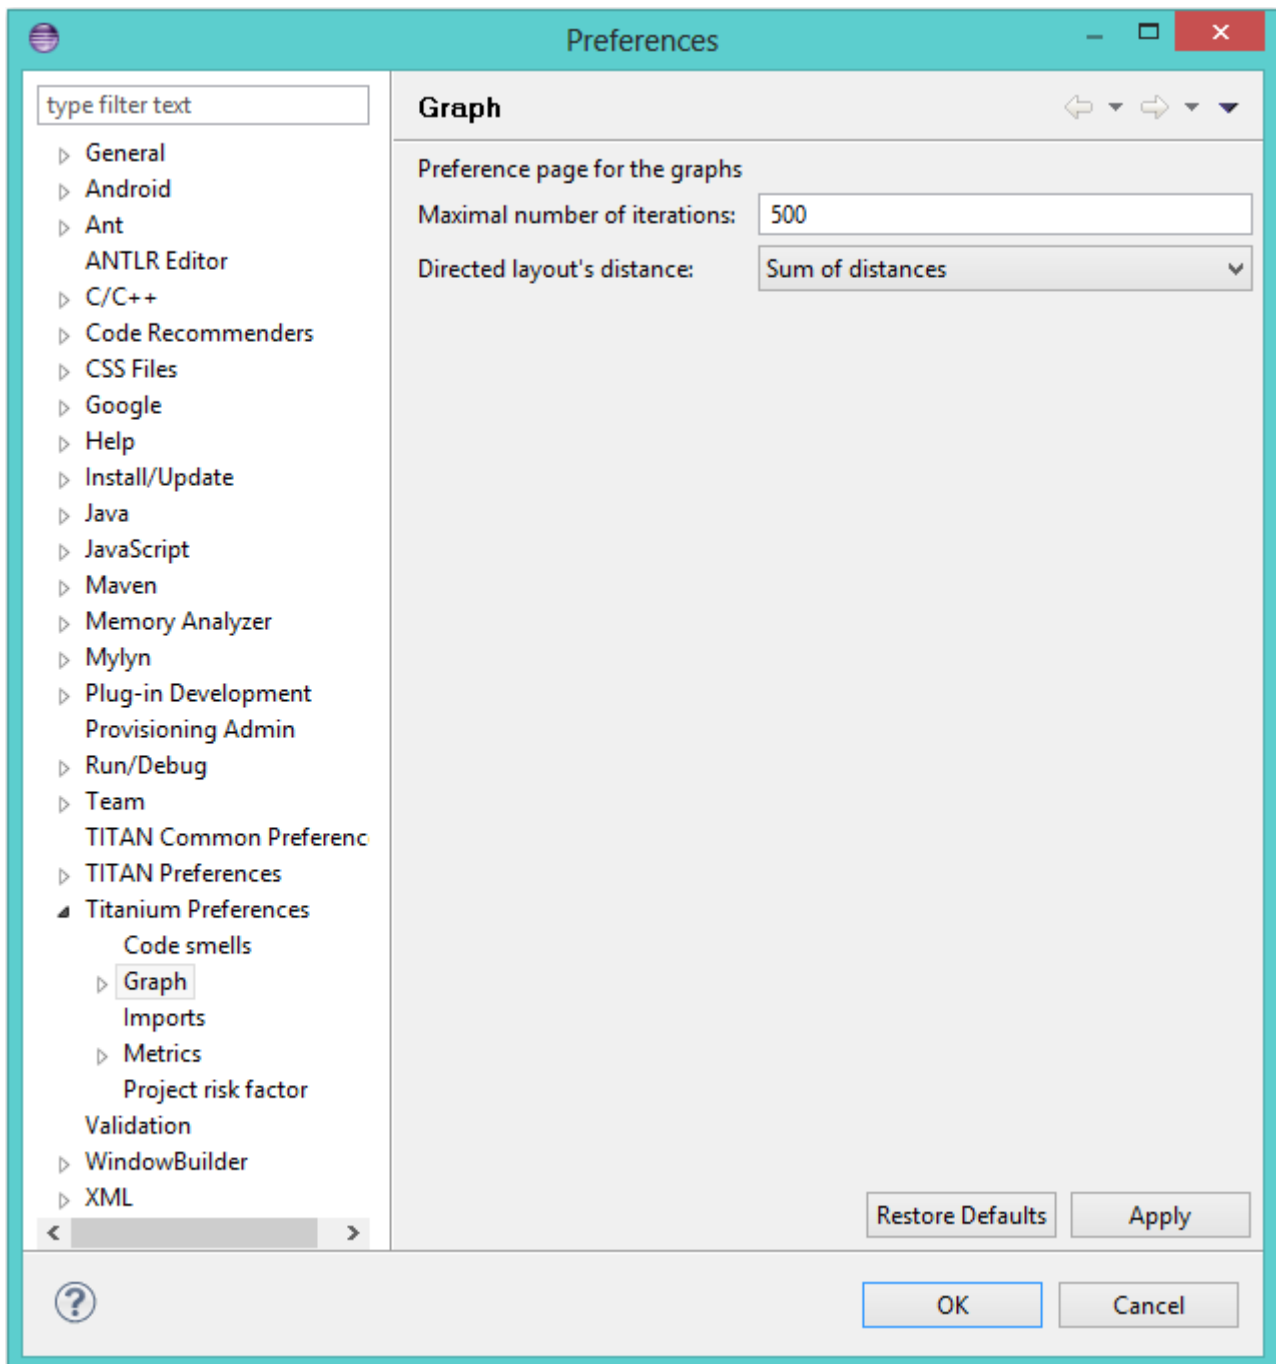 Preferences
type filter text
General
Android
Ant
ANTLR Editor
C/C++
Code Recommenders
CSS Files
Google
Help
Install/Update
Java
JavaScript
Maven
Memory Analyzer
Mylyn
Plug-in Development
Provisioning Admin
Run/Debug
Team
TITAN Common Preferenc
TITAN Preferences
Titanium Preferences
Code smells
Graph
Imports
Metrics
Project risk factor
Validation
WindowBuilder
XML
Graph
Preference page for the graphs
Maximal number of iterations: 500
Directed layout's distance: Sum of distances
Restore Defaults Apply
OK Cancel